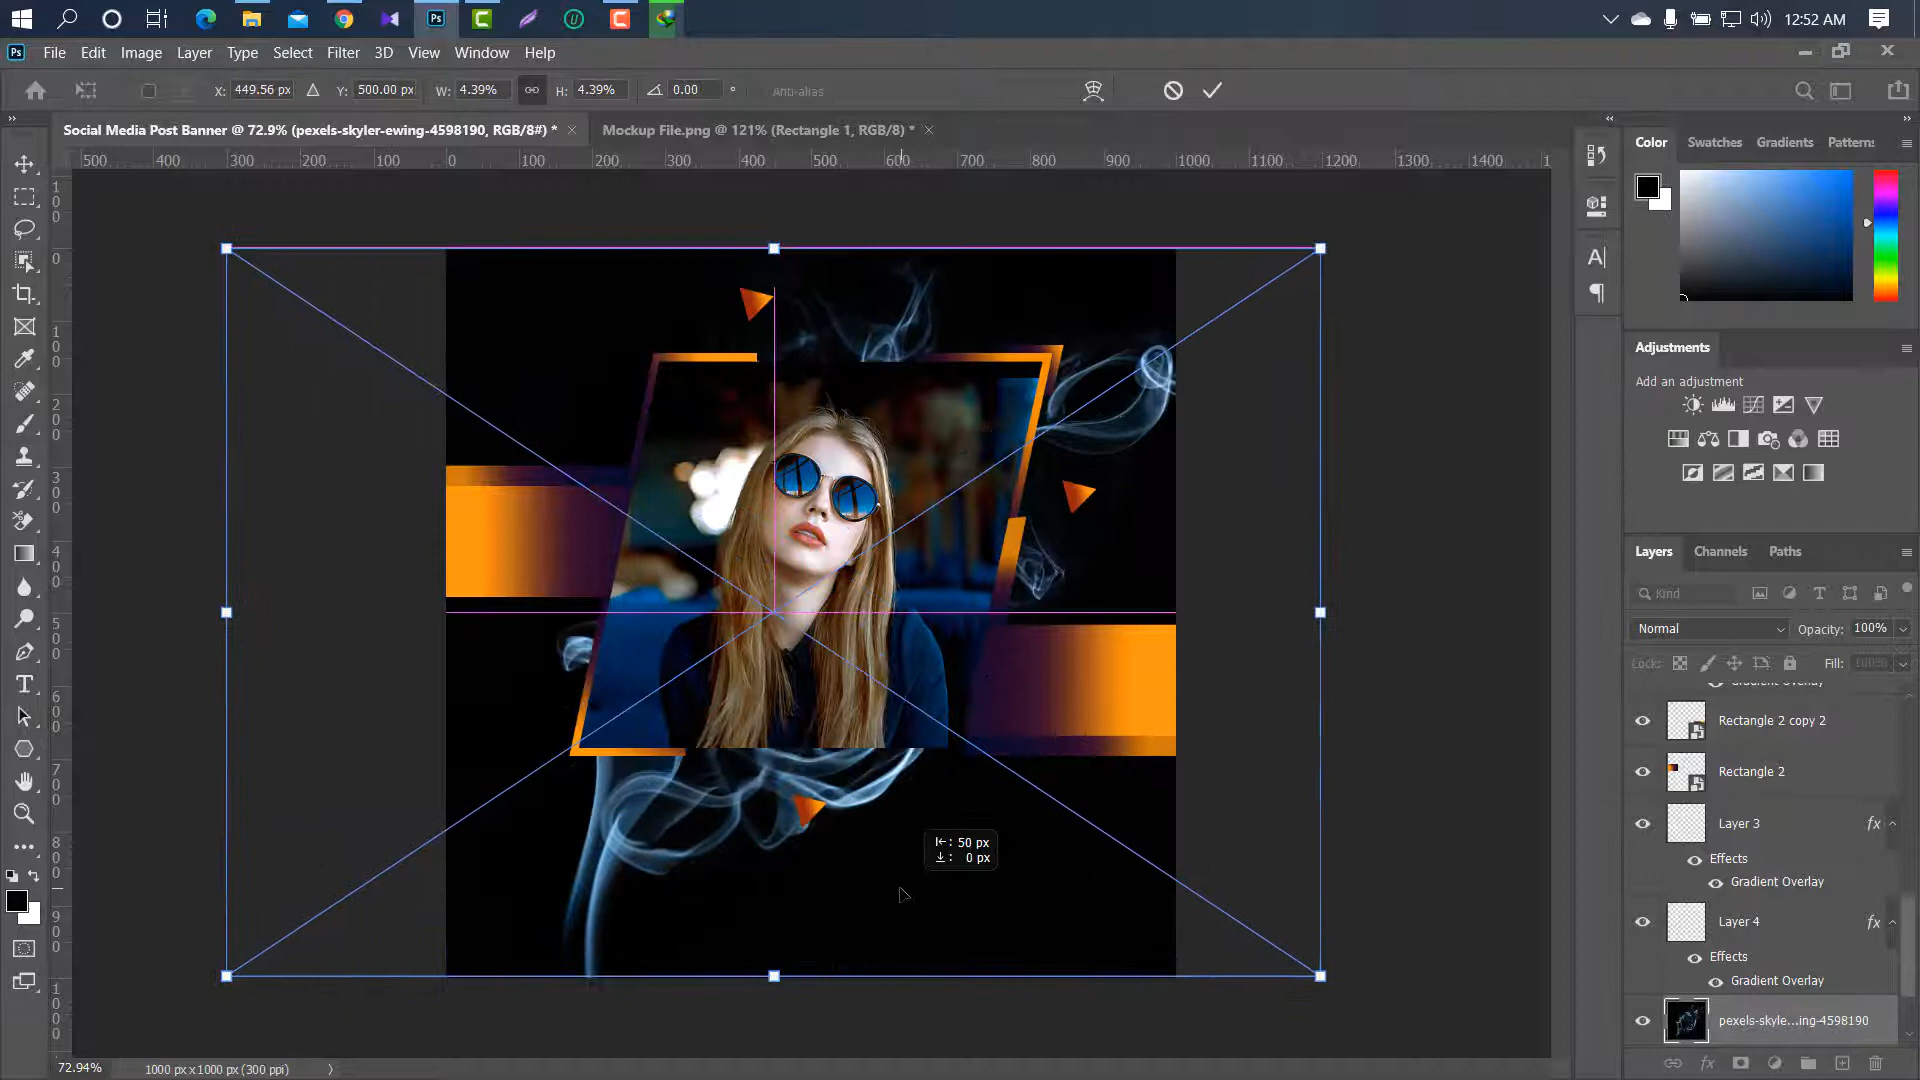 12:52 AM
Ps File Edit Image Layer Type Select Filter 3D View Window Help
X: 449.56 px Y: 500.00 px W: 4.39% H: 4.39% 0.00 ° Anti-alias
Social Media Post Banner @ 72.9% (pexels-skyler-ewing-4598190, RGB/8#) * Mockup File.png @ 121% (Rectangle 1, RGB/8) *
500 400 300 200 100 0 100 200 300 400 500 600 700 800 900 1000 1100 1200 1300 1400 1
Color Swatches Gradients Patterns
Adjustments
Add an adjustment
Layers Channels Paths
Kind
Normal Opacity: 100%
Lock: Fill: 100%
Gradient Overlay
Rectangle 2 copy 2
Rectangle 2
Layer 3 fx
Effects
Gradient Overlay
Layer 4 fx
Effects
Gradient Overlay
pexels-skyle...ing-4598190
50 px
0 px
72.94% 1000 px x 1000 px (300 ppi)